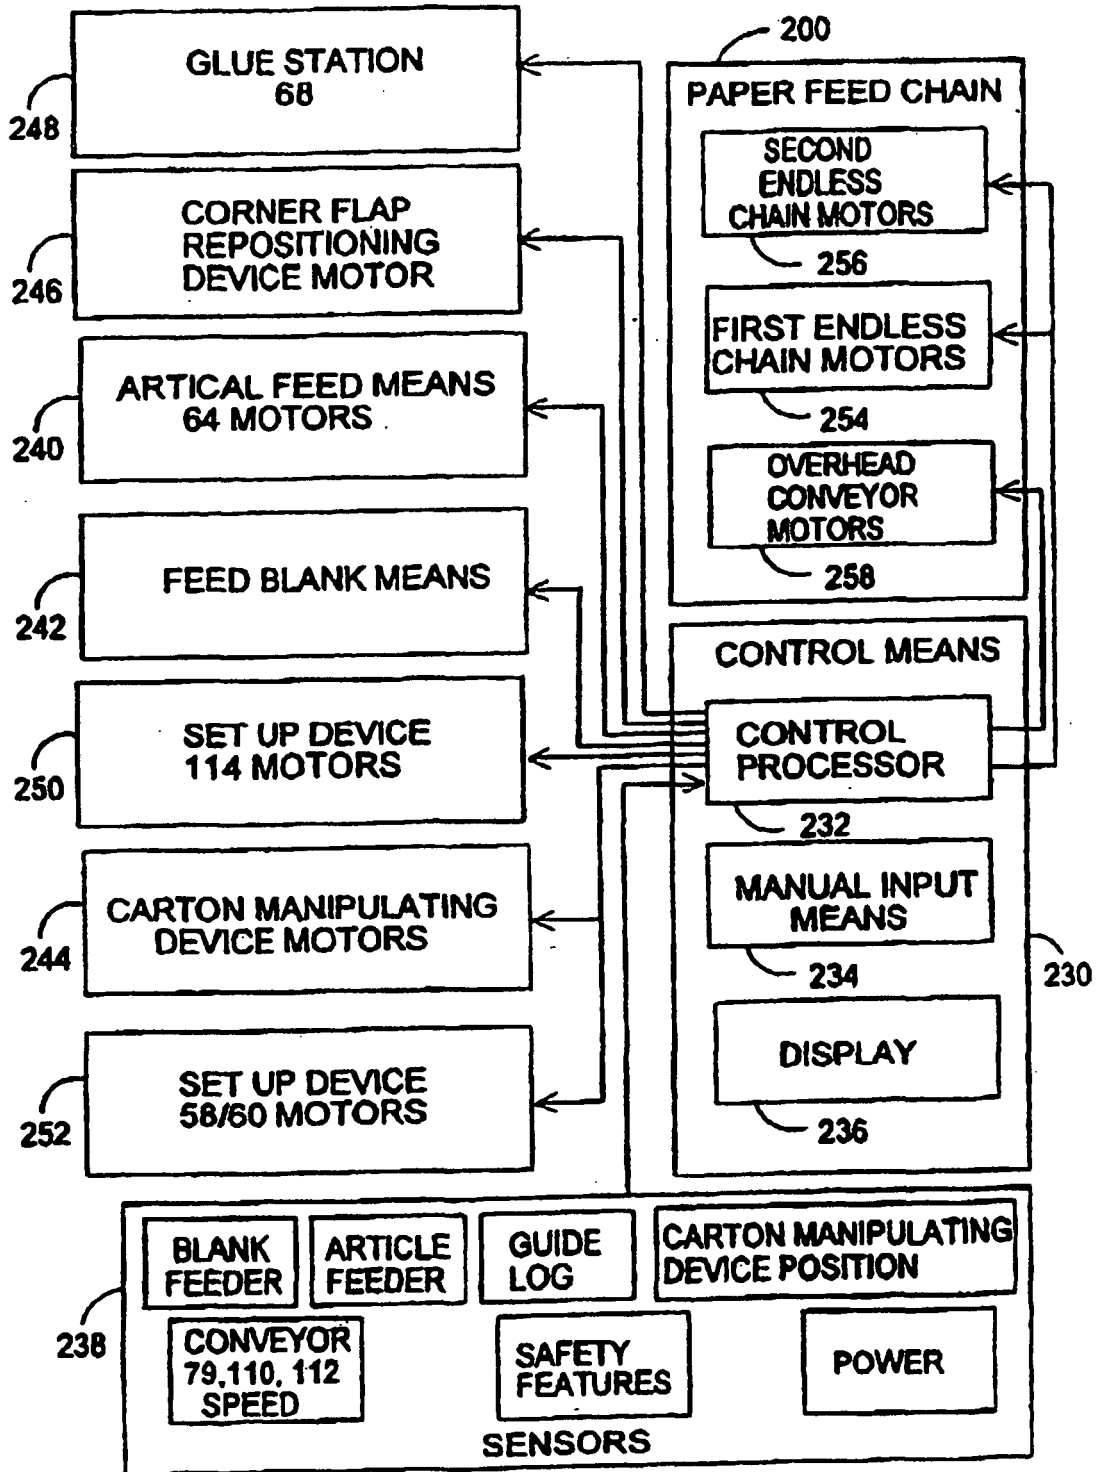 GLUE STATION
68
248
CORNER FLAP
REPOSITIONING
DEVICE MOTOR
246
ARTICAL FEED MEANS
64 MOTORS
240
FEED BLANK MEANS
242
SET UP DEVICE
114 MOTORS
250
CARTON MANIPULATING
DEVICE MOTORS
244
SET UP DEVICE
58/60 MOTORS
252
200
PAPER FEED CHAIN
SECOND
ENDLESS
CHAIN MOTORS
256
FIRST ENDLESS
CHAIN MOTORS
254
OVERHEAD
CONVEYOR
MOTORS
258
CONTROL MEANS
CONTROL
PROCESSOR
232
MANUAL INPUT
MEANS
234
230
DISPLAY
236
BLANK
FEEDER
ARTICLE
FEEDER
GUIDE
LOG
CARTON MANIPULATING
DEVICE POSITION
238
CONVEYOR
79,110, 112
SPEED
SAFETY
FEATURES
POWER
SENSORS